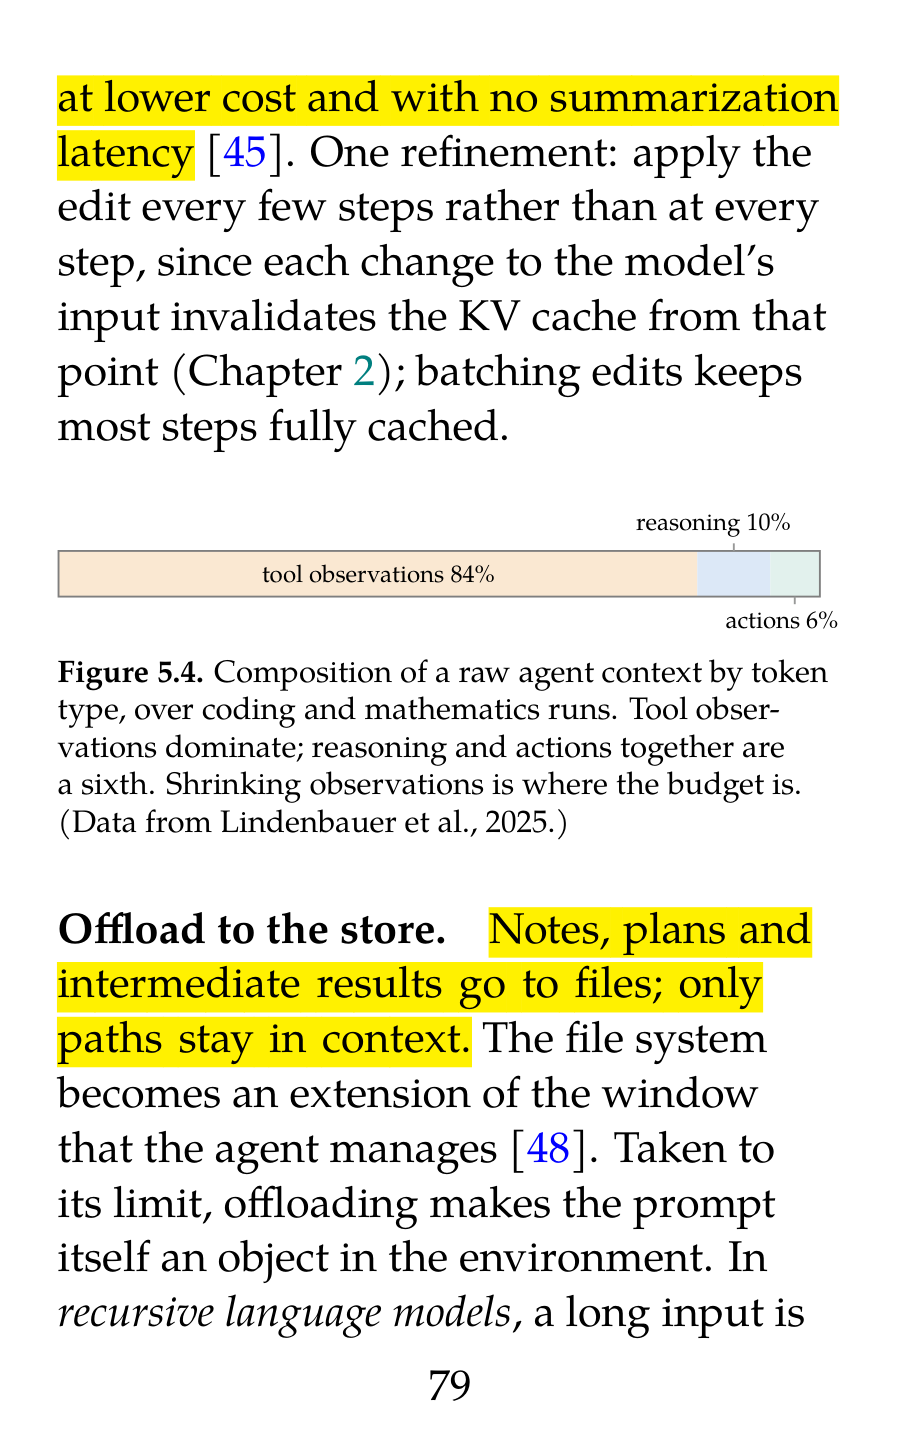 at lower cost and with no summarization
latency [45]. One refinement: apply the
edit every few steps rather than at every
step, since each change to the model's
input invalidates the KV cache from that
point (Chapter 2); batching edits keeps
most steps fully cached.
reasoning 10%
tool observations 84%
actions 6%
Figure 5.4. Composition of a raw agent context by token
type, over coding and mathematics runs. Tool obser-
vations dominate; reasoning and actions together are
a sixth. Shrinking observations is where the budget is.
(Data from Lindenbauer et al., 2025.)
Offload to the store. Notes, plans and
intermediate results go to files; only
paths stay in context. The file system
becomes an extension of the window
that the agent manages [48]. Taken to
its limit, offloading makes the prompt
itself an object in the environment. In
recursive language models, a long input is
79